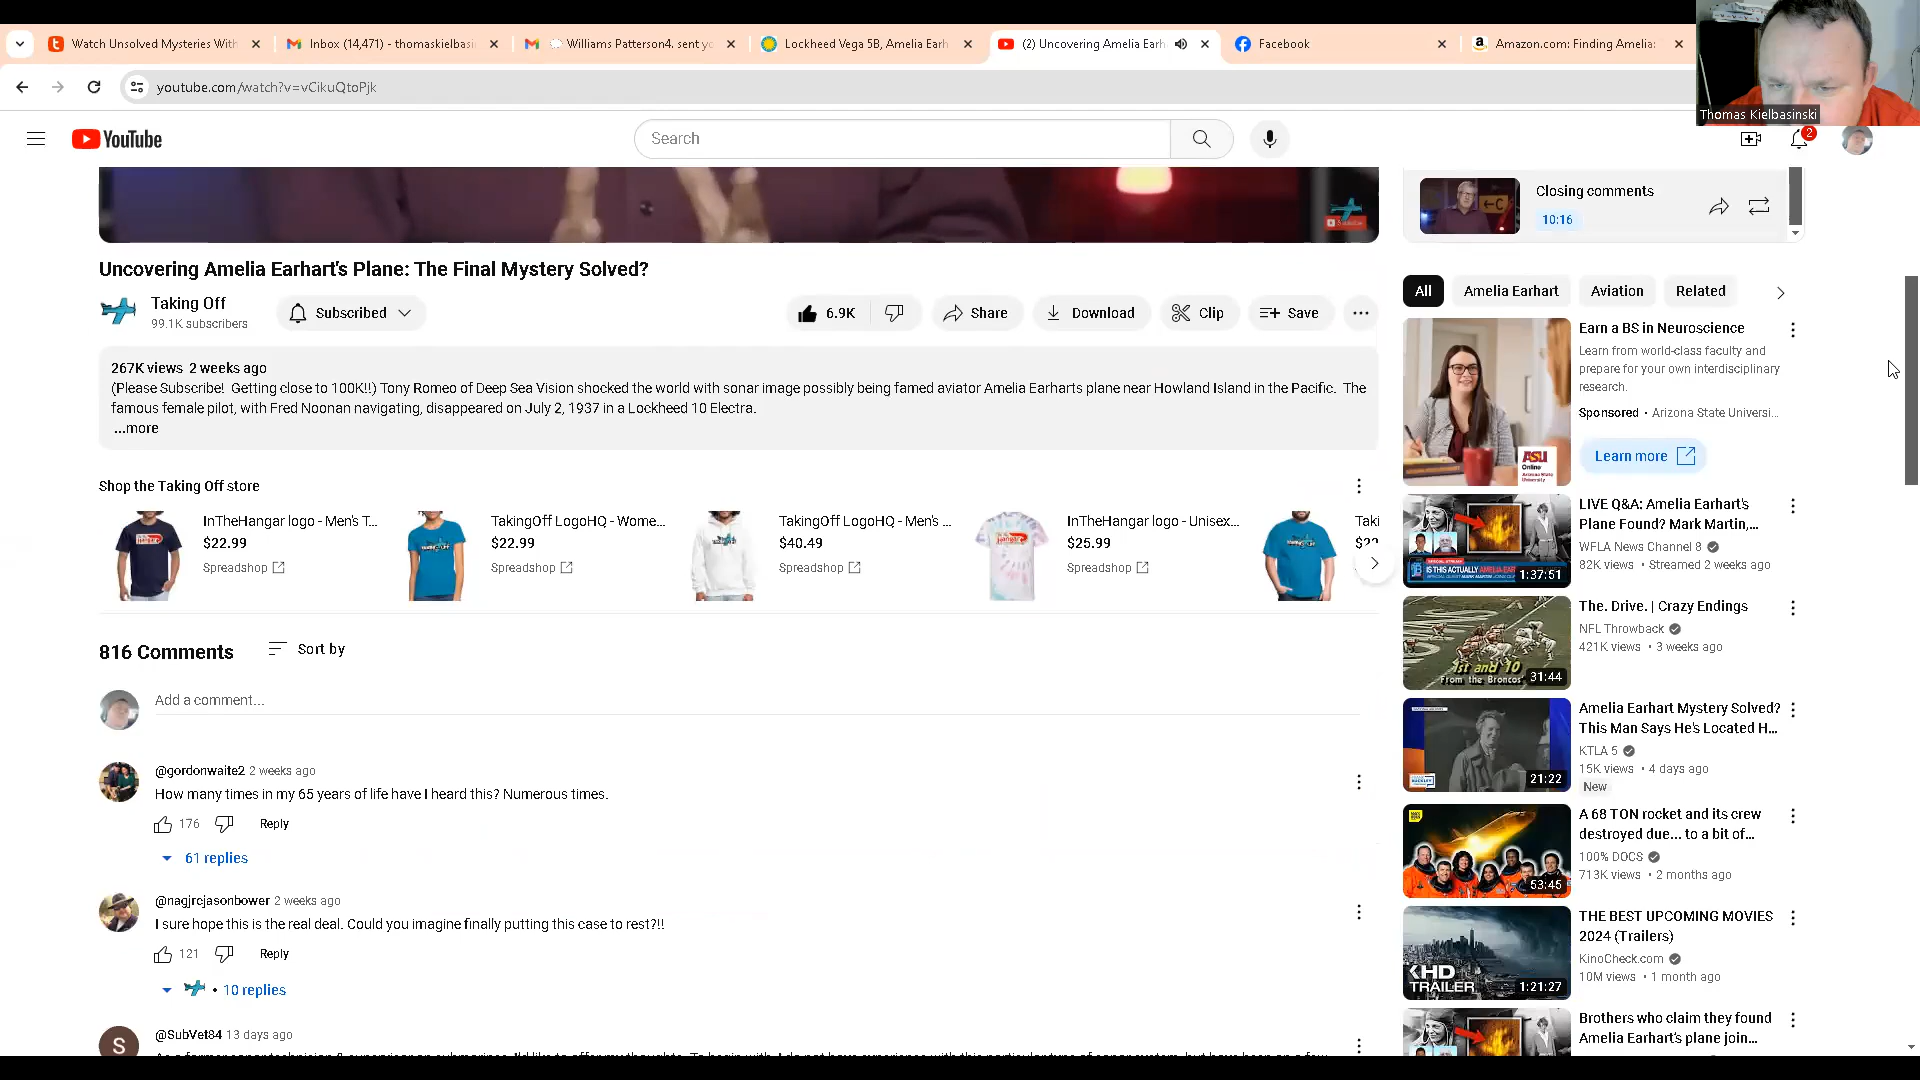 Watch Unsolved Mysteries With
Inbox (14,471) - thomaskielbasi
Williams Patterson4. sent yo
Lockheed Vega 5B, Amelia Earh
(2) Uncovering Amelia Earh
Facebook
Amazon.com: Finding Amelia:
youtube.com/watch?v=vCikuQtoPjk
Thomas Kielbasinski
YouTube
Search
2
Closing comments
10:16
Uncovering Amelia Earhart's Plane: The Final Mystery Solved?
Taking Off
99.1K subscribers
Subscribed
6.9K
Share
Download
Clip
Save
267K views 2 weeks ago
(Please Subscribe! Getting close to 100K!!) Tony Romeo of Deep Sea Vision shocked the world with sonar image possibly being famed aviator Amelia Earharts plane near Howland Island in the Pacific. The
famous female pilot, with Fred Noonan navigating, disappeared on July 2, 1937 in a Lockheed 10 Electra.
...more
Shop the Taking Off store
InTheHangar logo - Men's T...
$22.99
Spreadshop
TakingOff LogoHQ - Wome...
$22.99
Spreadshop
TakingOff LogoHQ - Men's ...
$40.49
Spreadshop
InTheHangar logo - Unisex...
$25.99
Spreadshop
816 Comments
Sort by
Add a comment...
@gordonwaite2 2 weeks ago
How many times in my 65 years of life have I heard this? Numerous times.
176
Reply
61 replies
@nagjrcjasonbower 2 weeks ago
I sure hope this is the real deal. Could you imagine finally putting this case to rest?!!
121
Reply
• 10 replies
S
@SubVet84 13 days ago
All
Amelia Earhart
Aviation
Related
Earn a BS in Neuroscience
Learn from world-class faculty and
prepare for your own interdisciplinary
research.
Sponsored • Arizona State Universi...
Learn more
ASU
Online
Arizona State
University
LIVE Q&A: Amelia Earhart's
Plane Found? Mark Martin,...
WFLA News Channel 8
82K views • Streamed 2 weeks ago
1:37:51
The. Drive. | Crazy Endings
NFL Throwback
421K views • 3 weeks ago
1st and 10
From the Broncos'
31:44
Amelia Earhart Mystery Solved?
This Man Says He's Located H...
KTLA 5
15K views • 4 days ago
New
21:22
A 68 TON rocket and its crew
destroyed due... to a bit of...
100% DOCS
713K views • 2 months ago
53:45
THE BEST UPCOMING MOVIES
2024 (Trailers)
KinoCheck.com
10M views • 1 month ago
KHD
TRAILER
1:21:27
Brothers who claim they found
Amelia Earhart's plane join...